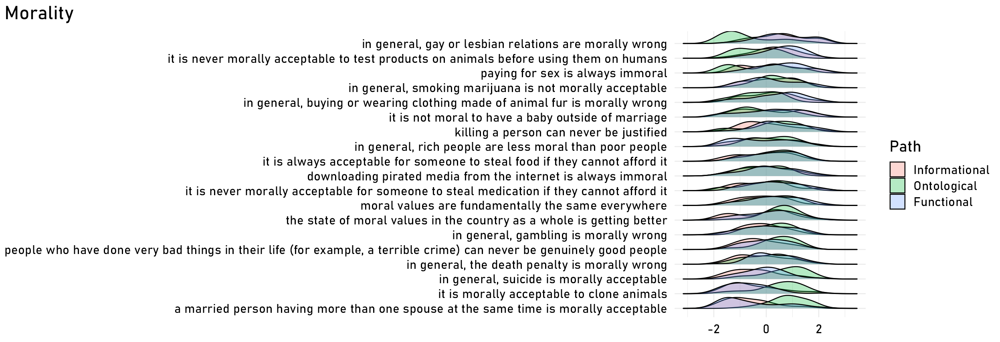 Morality
in general, gay or lesbian relations are morally wrong
it is never morally acceptable to test products on animals before using them on humans
paying for sex is always immoral
in general, smoking marijuana is not morally acceptable
in general, buying or wearing clothing made of animal fur is morally wrong
it is not moral to have a baby outside of marriage
killing a person can never be justified
in general, rich people are less moral than poor people
it is always acceptable for someone to steal food if they cannot afford it
downloading pirated media from the internet is always immoral
it is never morally acceptable for someone to steal medication if they cannot afford it
moral values are fundamentally the same everywhere
the state of moral values in the country as a whole is getting better
in general, gambling is morally wrong
people who have done very bad things in their life (for example, a terrible crime) can never be genuinely good people
in general, the death penalty is morally wrong
in general, suicide is morally acceptable
it is morally acceptable to clone animals
a married person having more than one spouse at the same time is morally acceptable
-2 0 2
Path
Informational
Ontological
Functional